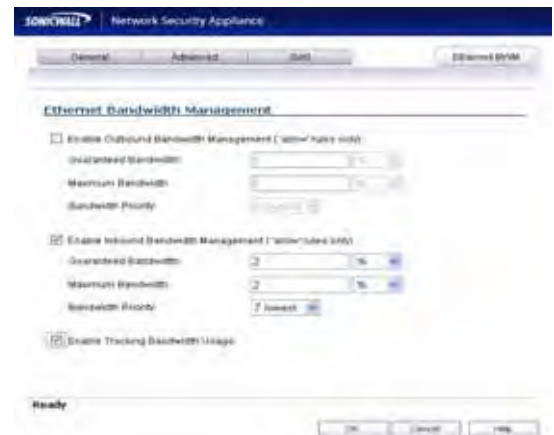 SONICWALL | Network Security Appliance
General Advanced QoS Ethernet BWM
Ethernet Bandwidth Management
Enable Outbound Bandwidth Management ('allow' rules only)
Guaranteed Bandwidth: %
Maximum Bandwidth: %
Bandwidth Priority:
Enable Inbound Bandwidth Management ('allow' rules only)
Guaranteed Bandwidth: 2 %
Maximum Bandwidth: 2 %
Bandwidth Priority: 7 lowest
Enable Tracking Bandwidth Usage
Ready
OK Cancel Help